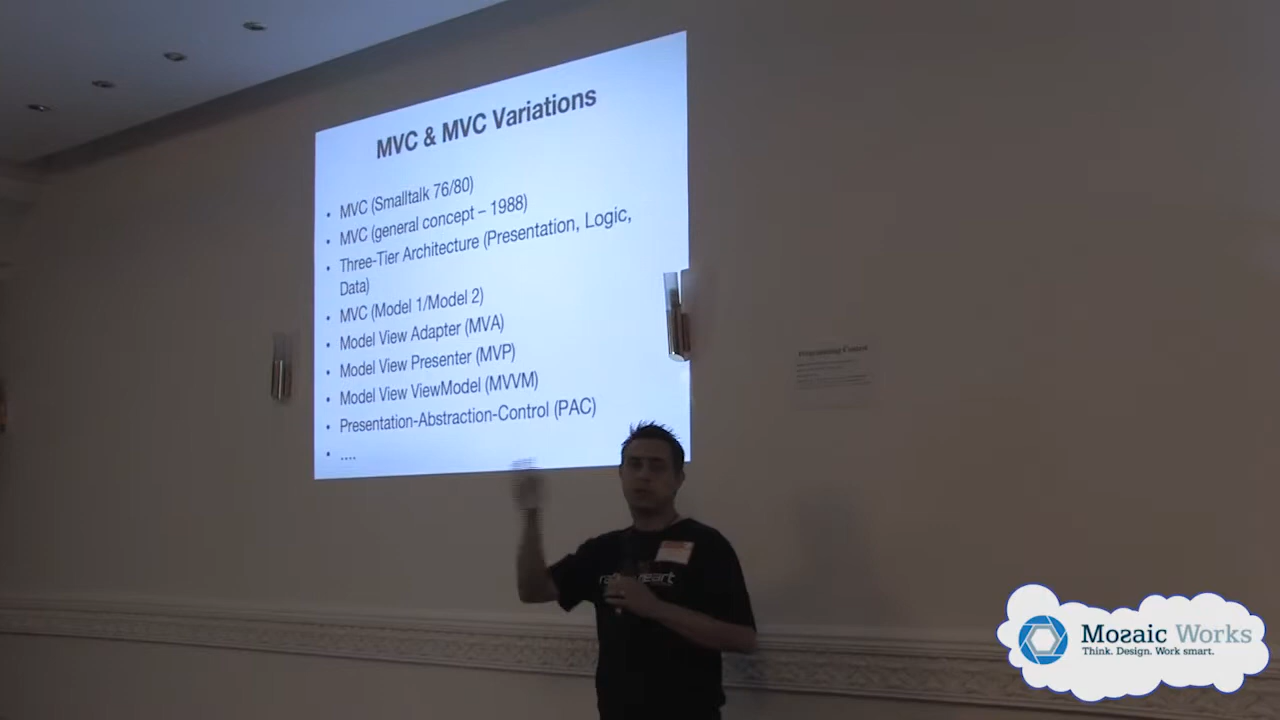 MVC & MVC Variations
• MVC (Smalltalk 76/80)
• MVC (general concept – 1988)
• Three-Tier Architecture (Presentation, Logic,
Data)
• MVC (Model 1/Model 2)
• Model View Adapter (MVA)
• Model View Presenter (MVP)
• Model View ViewModel (MVVM)
• Presentation-Abstraction-Control (PAC)
• ....
Mozaic Works
Think. Design. Work smart.